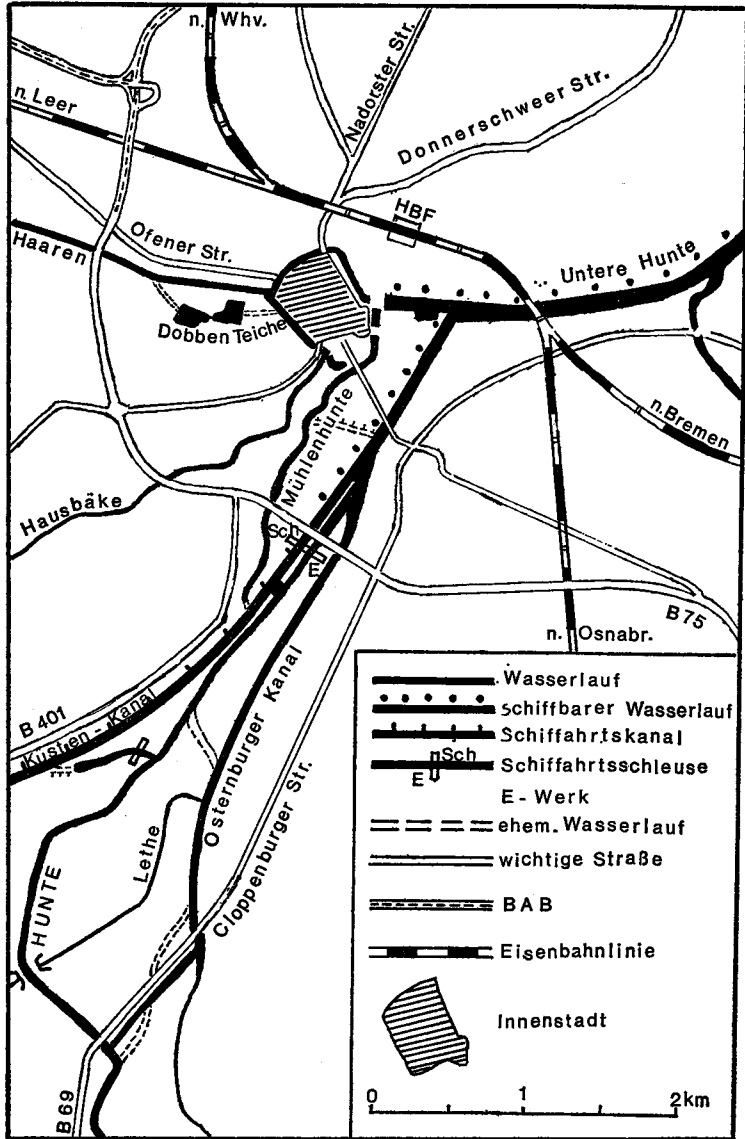 n. Whv.
n. Leer
Nadorster Str.
Donnerschweer Str.
HBF
Ofener Str.
Haaren
Untere Hunte
Dobben Teiche
n. Bremen
Mühlenhunte
Hausbäke
Sch
E
B 75
n. Osnabr.
B 401
Küsten-Kanal
Osternburger Kanal
Cloppenburger Str.
Lethe
HUNTE
B 69
Wasserlauf
Schiffbarer Wasserlauf
Schiffahrtskanal
Sch
E
Schiffahrtsschleuse
E-Werk
ehem. Wasserlauf
wichtige Straße
BAB
Eisenbahnlinie
Innenstadt
0 1 2km